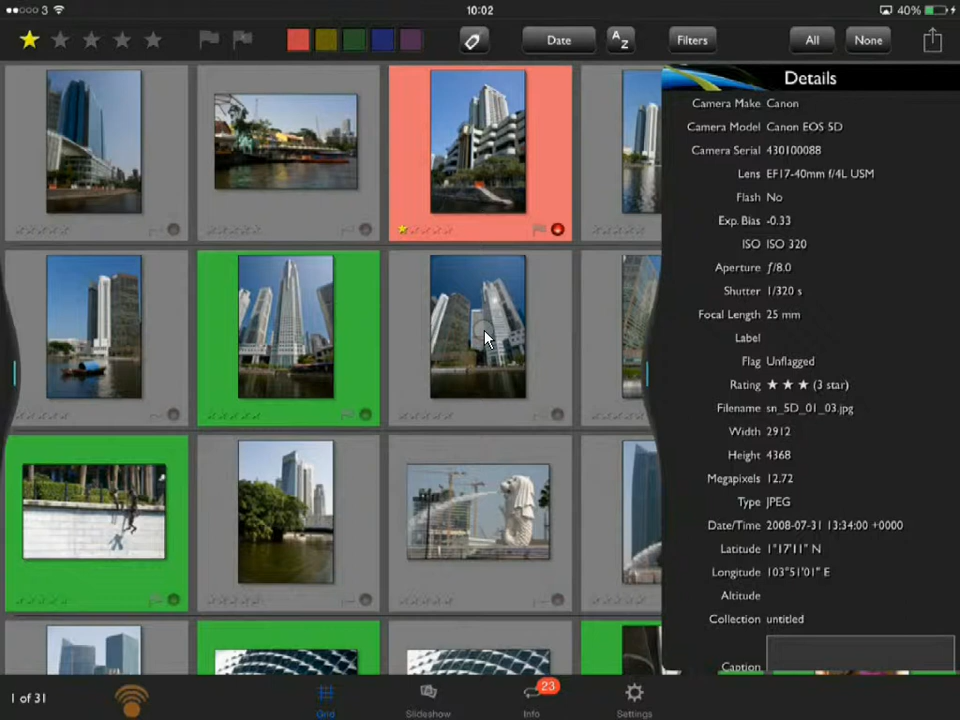 3 10:02 40%
Date A Z Filters All None
Details
Camera Make Canon
Camera Model Canon EOS 5D
Camera Serial 430100088
Lens EF17-40mm f/4L USM
Flash No
Exp. Bias -0.33
ISO ISO 320
Aperture ƒ/8.0
Shutter 1/320 s
Focal Length 25 mm
Label
Flag Unflagged
Rating ★ ★ ★ (3 star)
Filename sn_5D_01_03.jpg
Width 2912
Height 4368
Megapixels 12.72
Type JPEG
Date/Time 2008-07-31 13:34:00 +0000
Latitude 1°17'11" N
Longitude 103°51'01" E
Altitude
Collection untitled
Caption
1 of 31 Grid Slideshow Info 23 Settings